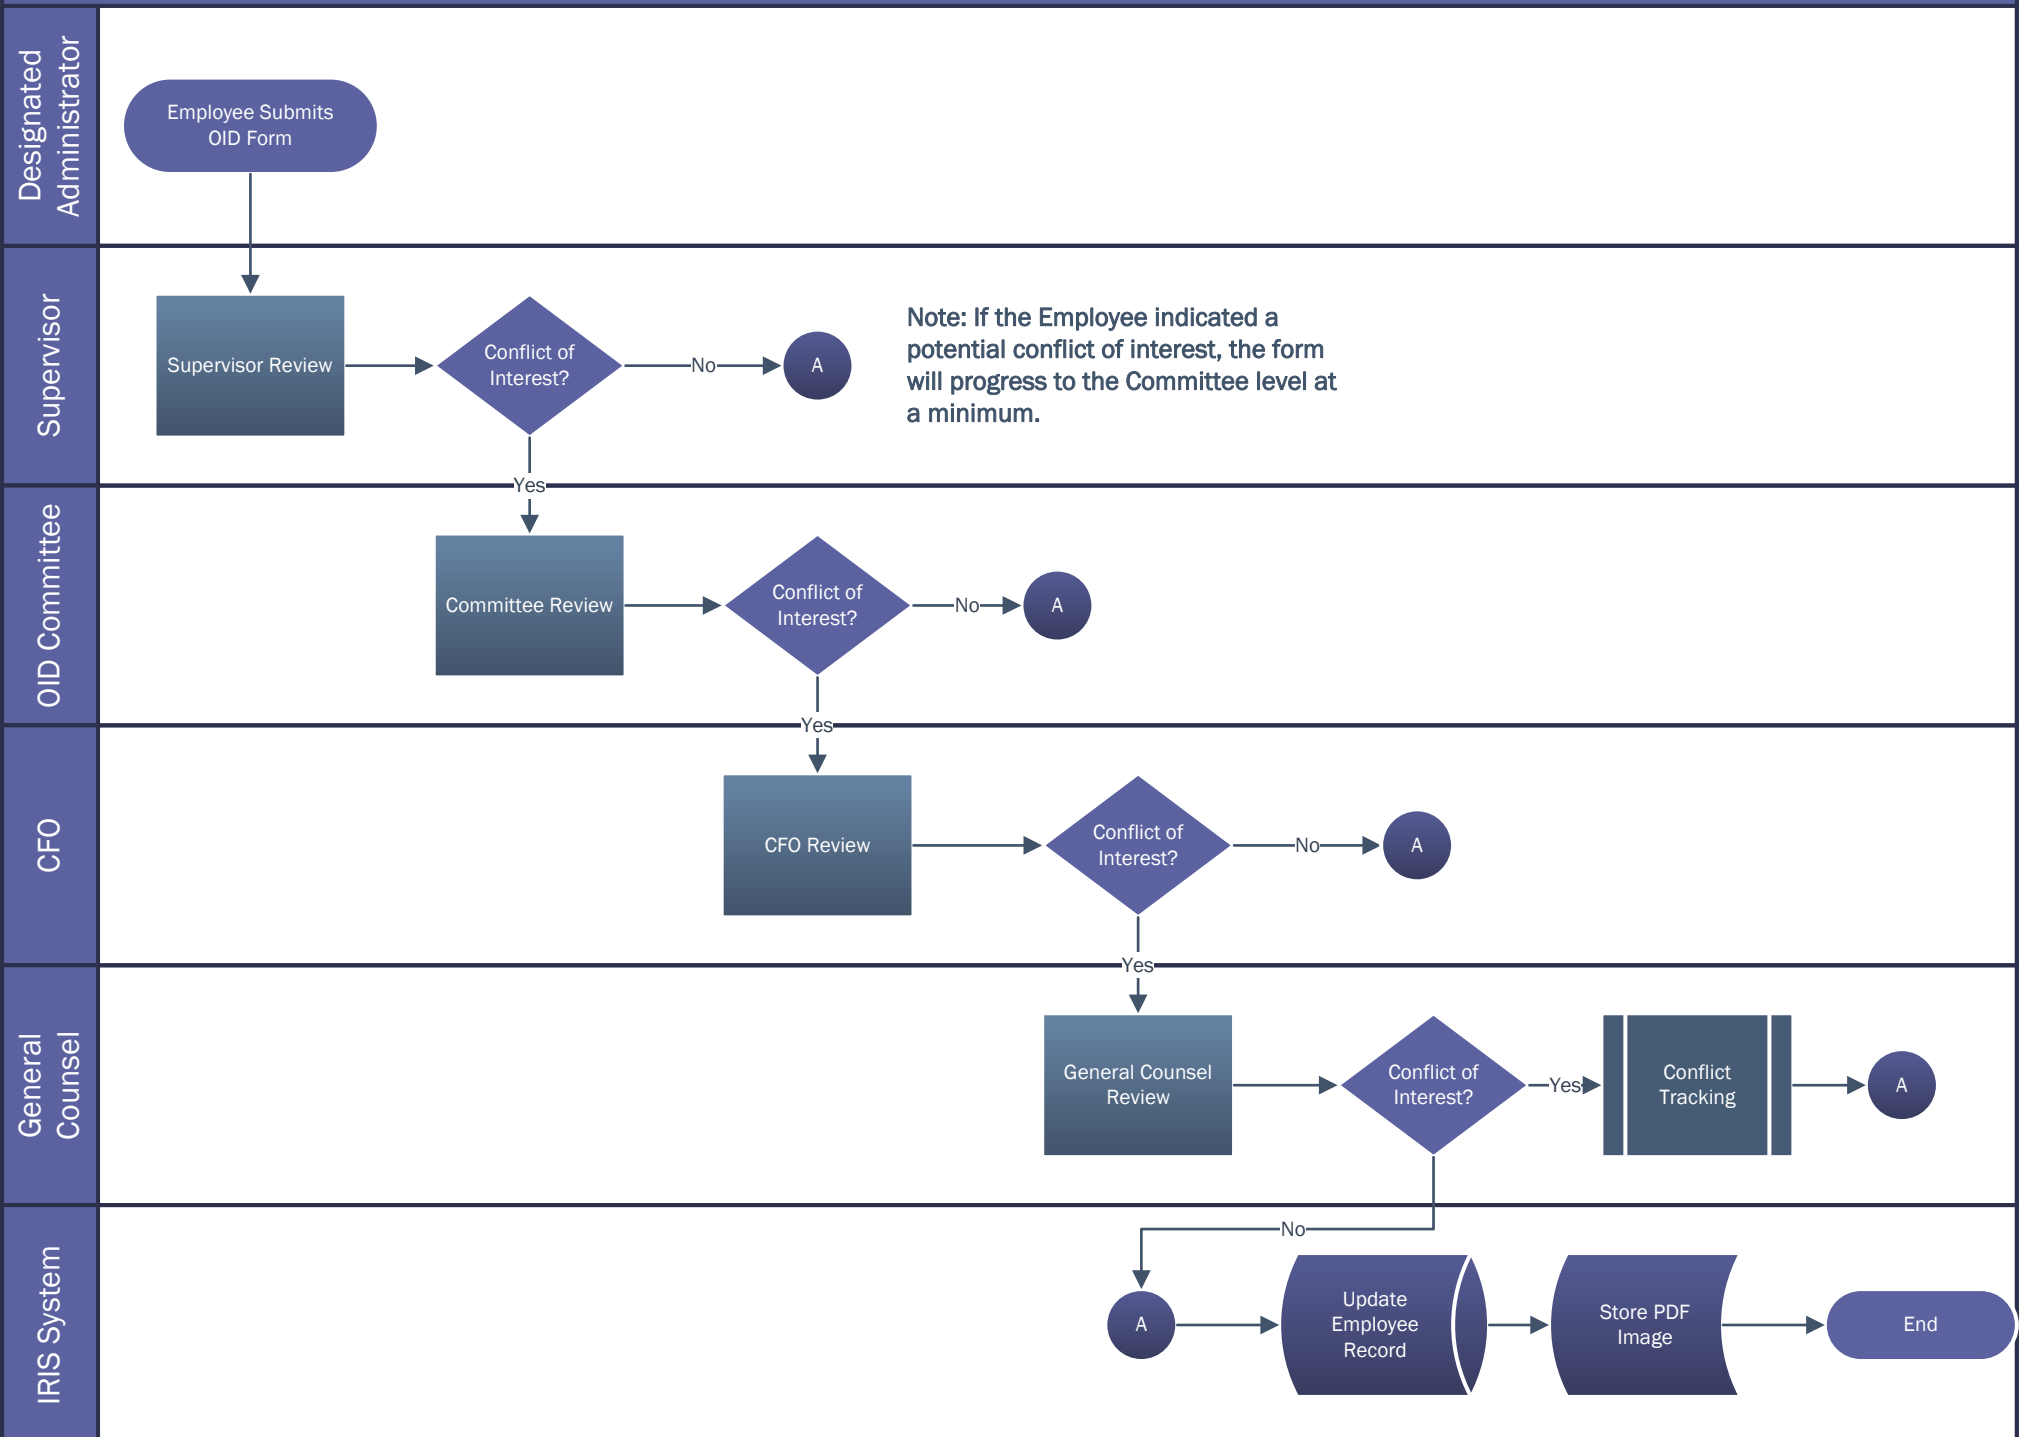 Designated
Administrator
Employee Submits
OID Form
Supervisor
Supervisor Review
Conflict of
Interest?
No
A
Note: If the Employee indicated a
potential conflict of interest, the form
will progress to the Committee level at
a minimum.
Yes
OID Committee
Committee Review
Conflict of
Interest?
No
A
Yes
CFO
CFO Review
Conflict of
Interest?
No
A
Yes
General
Counsel
General Counsel
Review
Conflict of
Interest?
Yes
Conflict
Tracking
A
No
IRIS System
A
Update
Employee
Record
Store PDF
Image
End